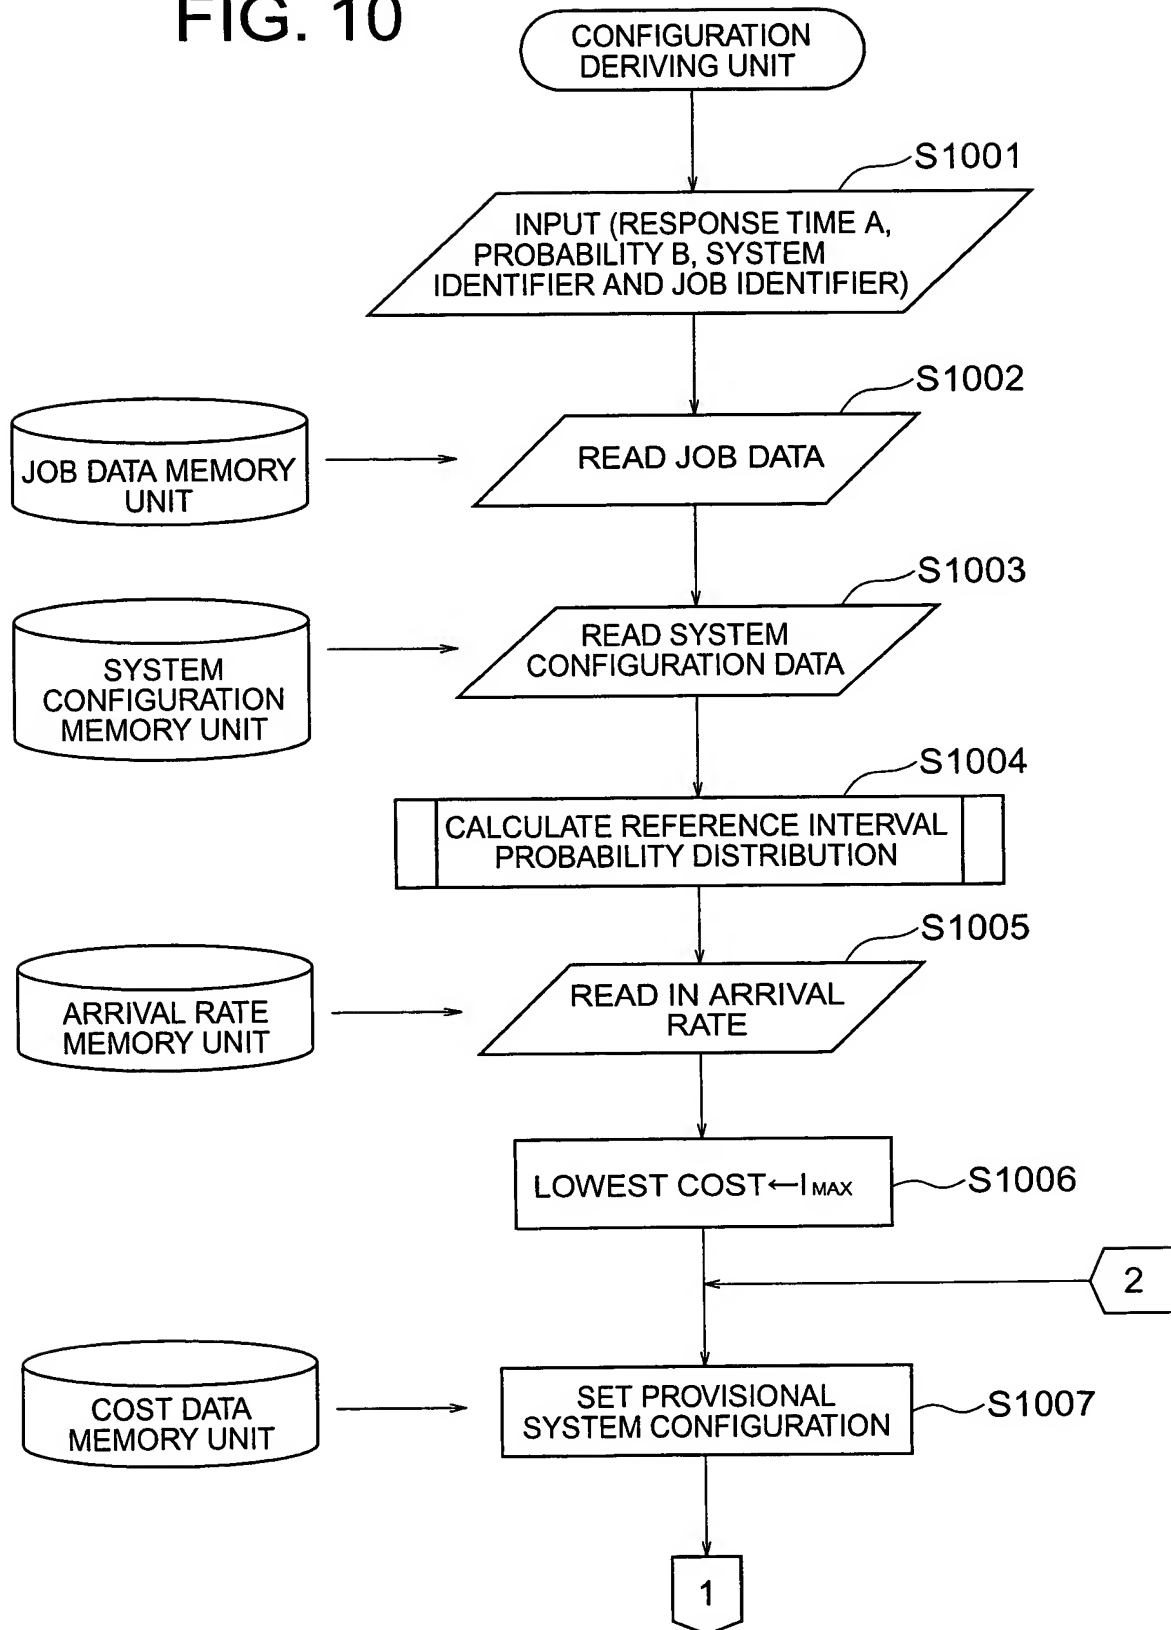 FIG. 10
CONFIGURATION
DERIVING UNIT
S1001
INPUT (RESPONSE TIME A,
PROBABILITY B, SYSTEM
IDENTIFIER AND JOB IDENTIFIER)
S1002
JOB DATA MEMORY
UNIT
READ JOB DATA
S1003
SYSTEM
CONFIGURATION
MEMORY UNIT
READ SYSTEM
CONFIGURATION DATA
S1004
CALCULATE REFERENCE INTERVAL
PROBABILITY DISTRIBUTION
S1005
ARRIVAL RATE
MEMORY UNIT
READ IN ARRIVAL
RATE
LOWEST COST←I MAX
S1006
2
COST DATA
MEMORY UNIT
SET PROVISIONAL
SYSTEM CONFIGURATION
S1007
1